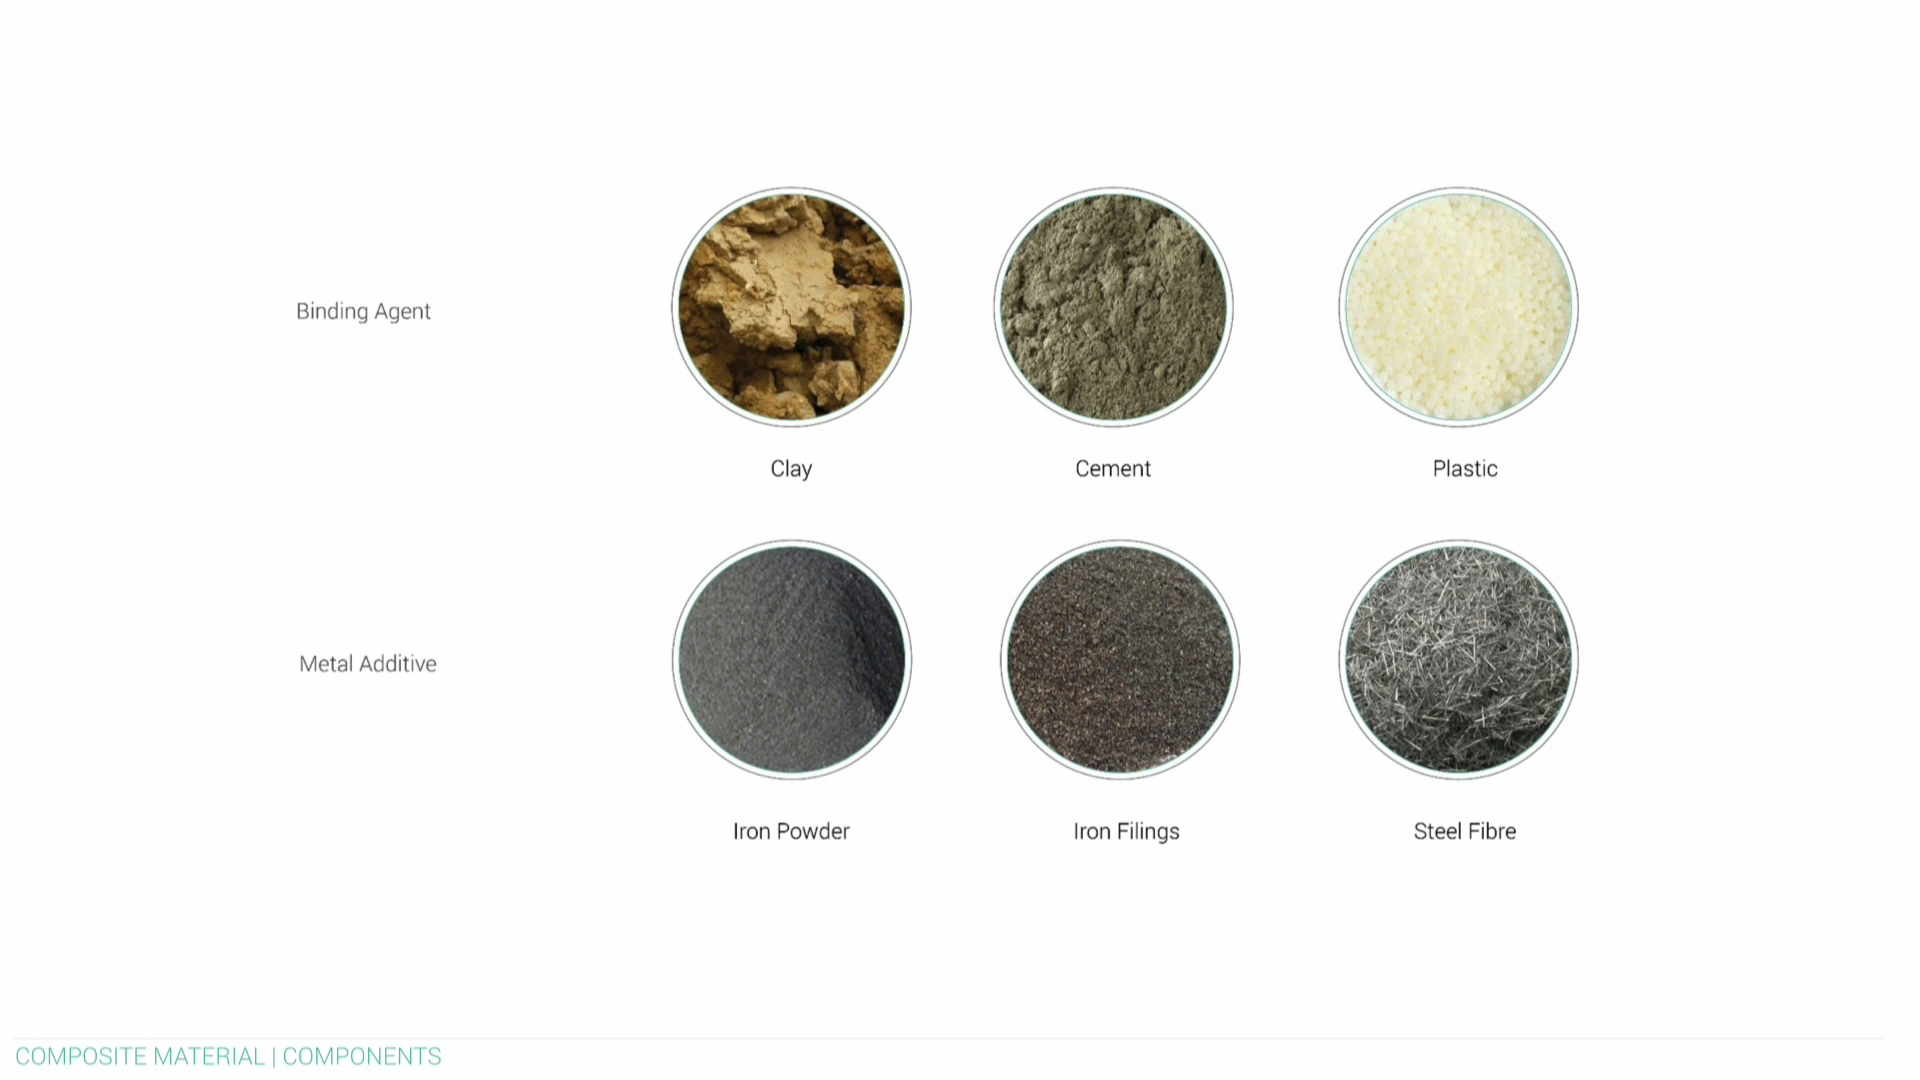 Binding Agent
Clay
Cement
Plastic
Metal Additive
Iron Powder
Iron Filings
Steel Fibre
COMPOSITE MATERIAL | COMPONENTS